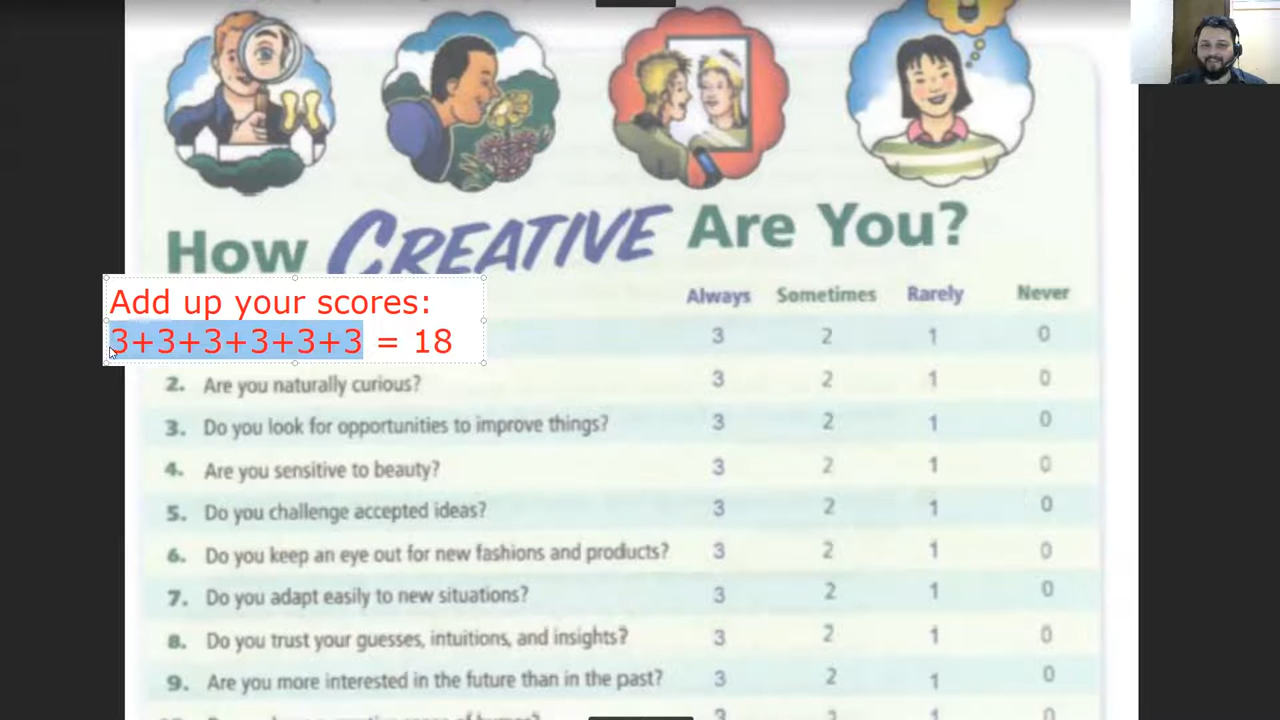 How CREATIVE Are You?
Add up your scores:
3+3+3+3+3+3 = 18
Always Sometimes Rarely Never
3 2 1 0
2. Are you naturally curious? 3 2 1 0
3. Do you look for opportunities to improve things? 3 2 1 0
4. Are you sensitive to beauty? 3 2 1 0
5. Do you challenge accepted ideas? 3 2 1 0
6. Do you keep an eye out for new fashions and products? 3 2 1 0
7. Do you adapt easily to new situations? 3 2 1 0
8. Do you trust your guesses, intuitions, and insights? 3 2 1 0
9. Are you more interested in the future than in the past? 3 2 1 0